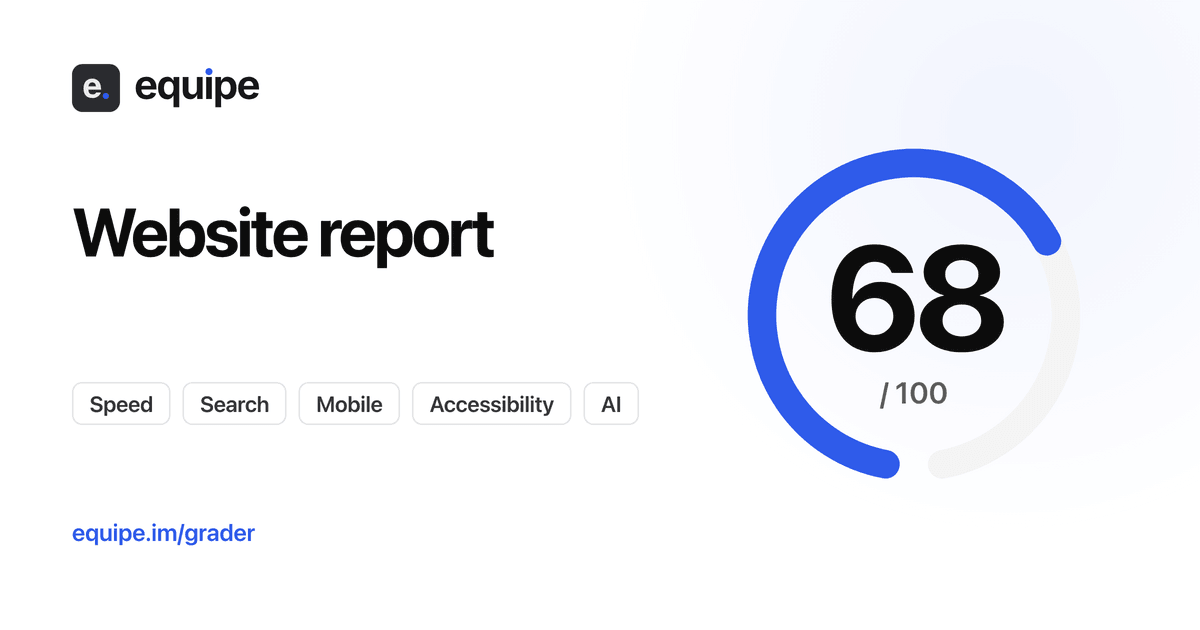 e.
equipe
Website report
68
/ 100
Speed Search Mobile Accessibility AI
equipe.im/grader